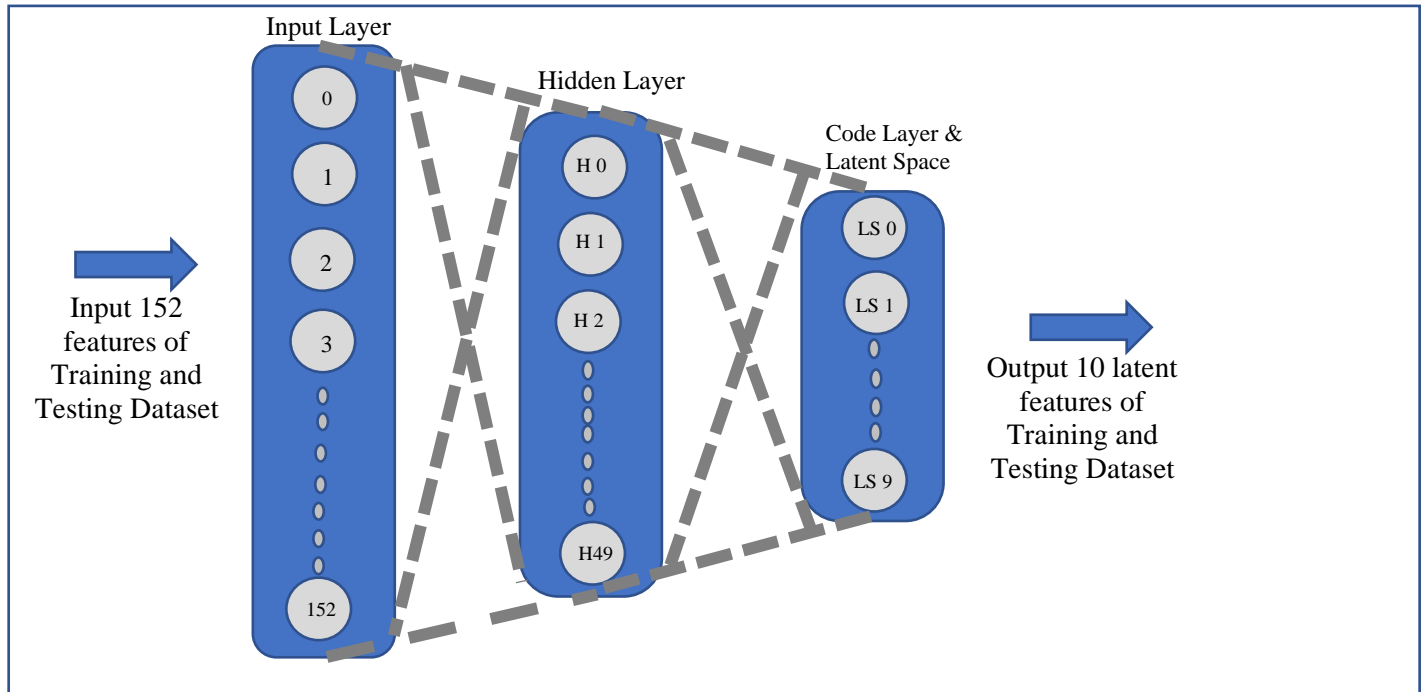 Input Layer
0
1
2
3
152
Input 152
features of
Training and
Testing Dataset
Hidden Layer
H 0
H 1
H 2
H49
Code Layer &
Latent Space
LS 0
LS 1
LS 9
Output 10 latent
features of
Training and
Testing Dataset